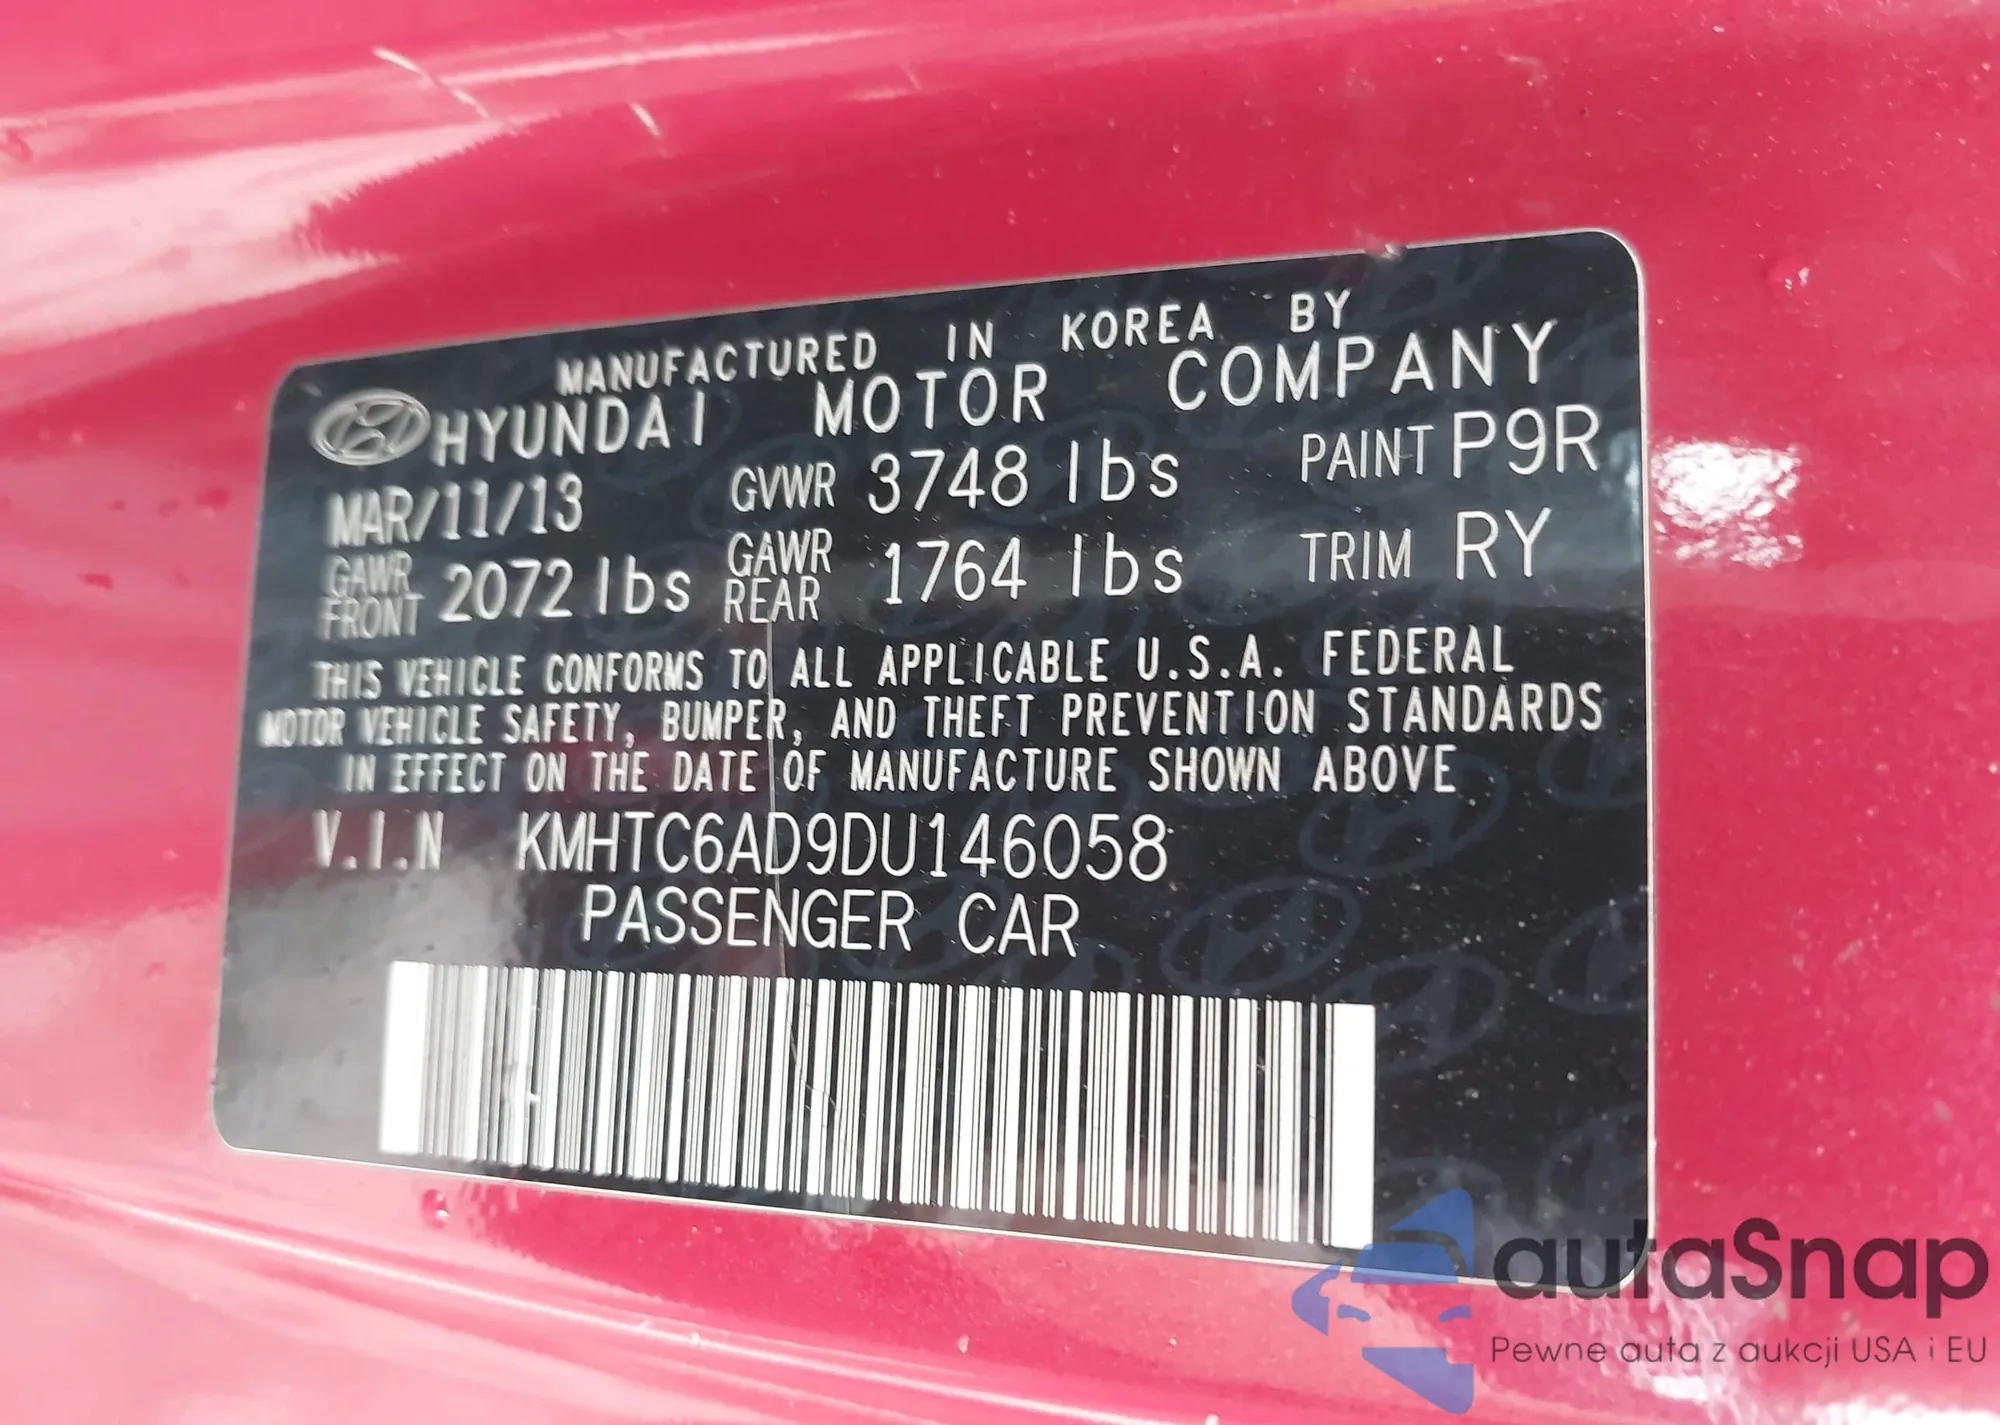 MANUFACTURED IN KOREA BY
HYUNDAI MOTOR COMPANY
MAR/11/13 GVWR 3748 lbs PAINT P9R
GAWR FRONT 2072 lbs GAWR REAR 1764 lbs TRIM RY
THIS VEHICLE CONFORMS TO ALL APPLICABLE U.S.A. FEDERAL
MOTOR VEHICLE SAFETY, BUMPER, AND THEFT PREVENTION STANDARDS
IN EFFECT ON THE DATE OF MANUFACTURE SHOWN ABOVE
V.I.N KMHTC6AD9DU146058
PASSENGER CAR
autaSnap
Pewne auta z aukcji USA i EU